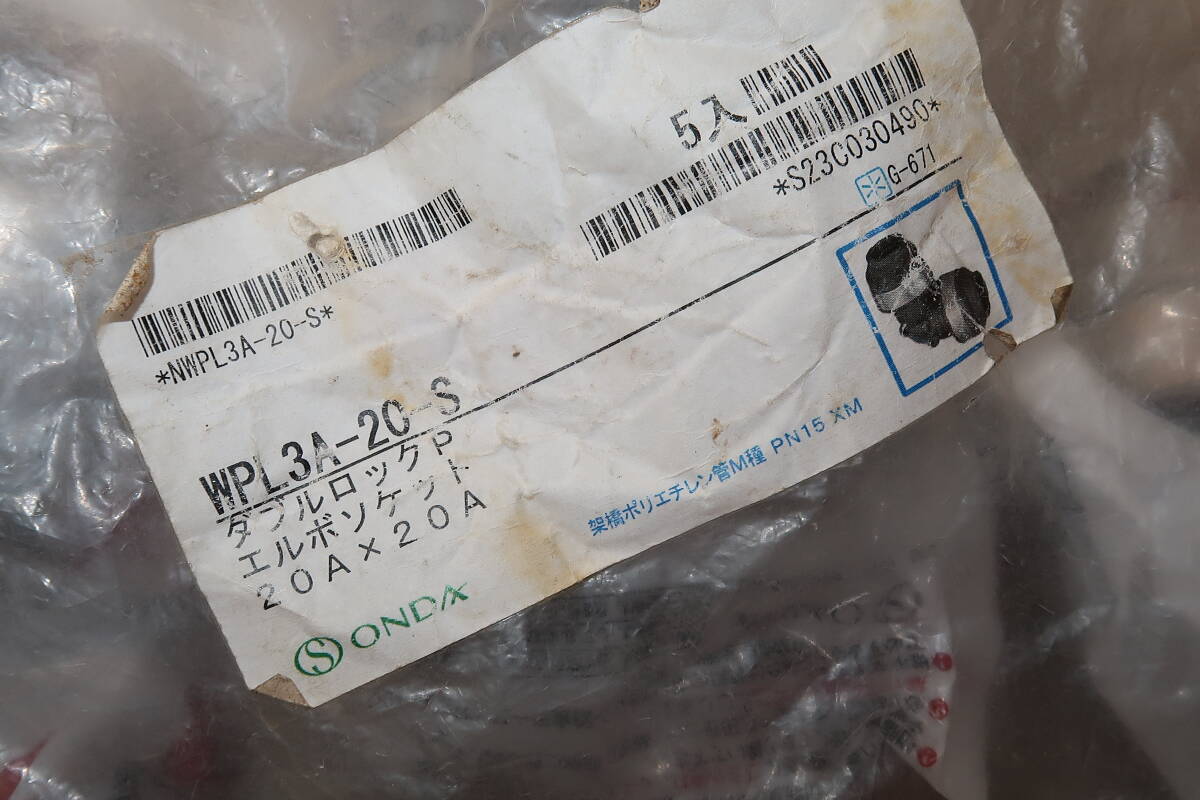 5入
*S23C030490*
G-671
*NWPL3A-20-S*
WPL3A-20-S
ダブルロックP
エルボソケット
20A×20A
架橋ポリエチレン管M種 PN15 XM
ONDA